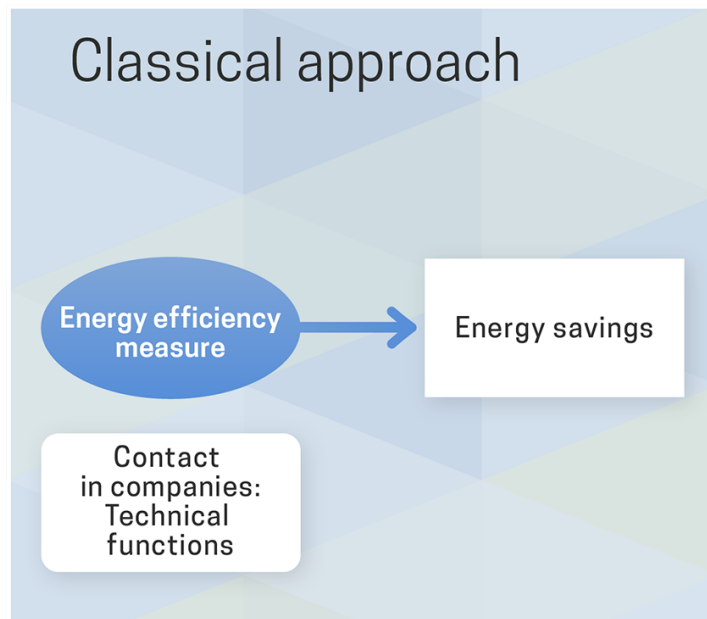 Classical approach
Energy efficiency
measure
Energy savings
Contact
in companies:
Technical
functions